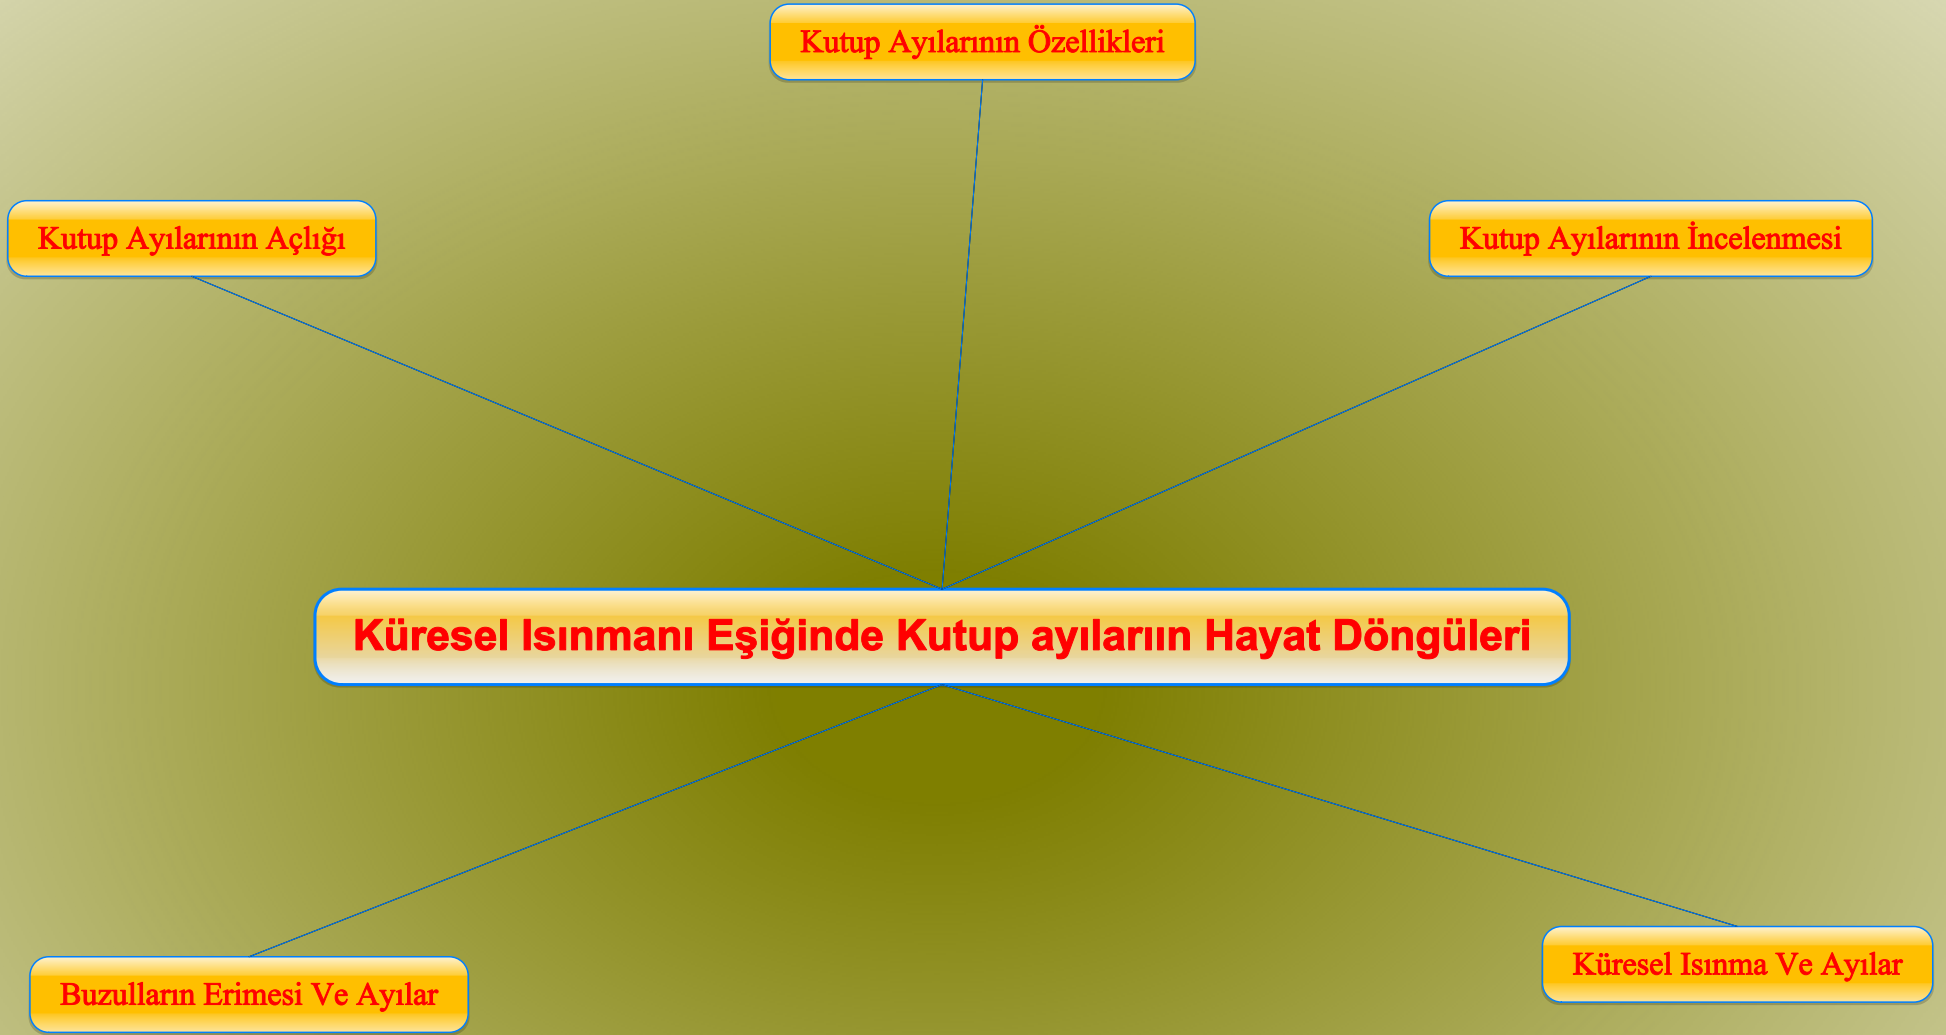 Kutup Ayılarının Özellikleri
Kutup Ayılarının Açlığı
Kutup Ayılarının İncelenmesi
Küresel Isınmanı Eşiğinde Kutup ayılarıın Hayat Döngüleri
Küresel Isınma Ve Ayılar
Buzulların Erimesi Ve Ayılar